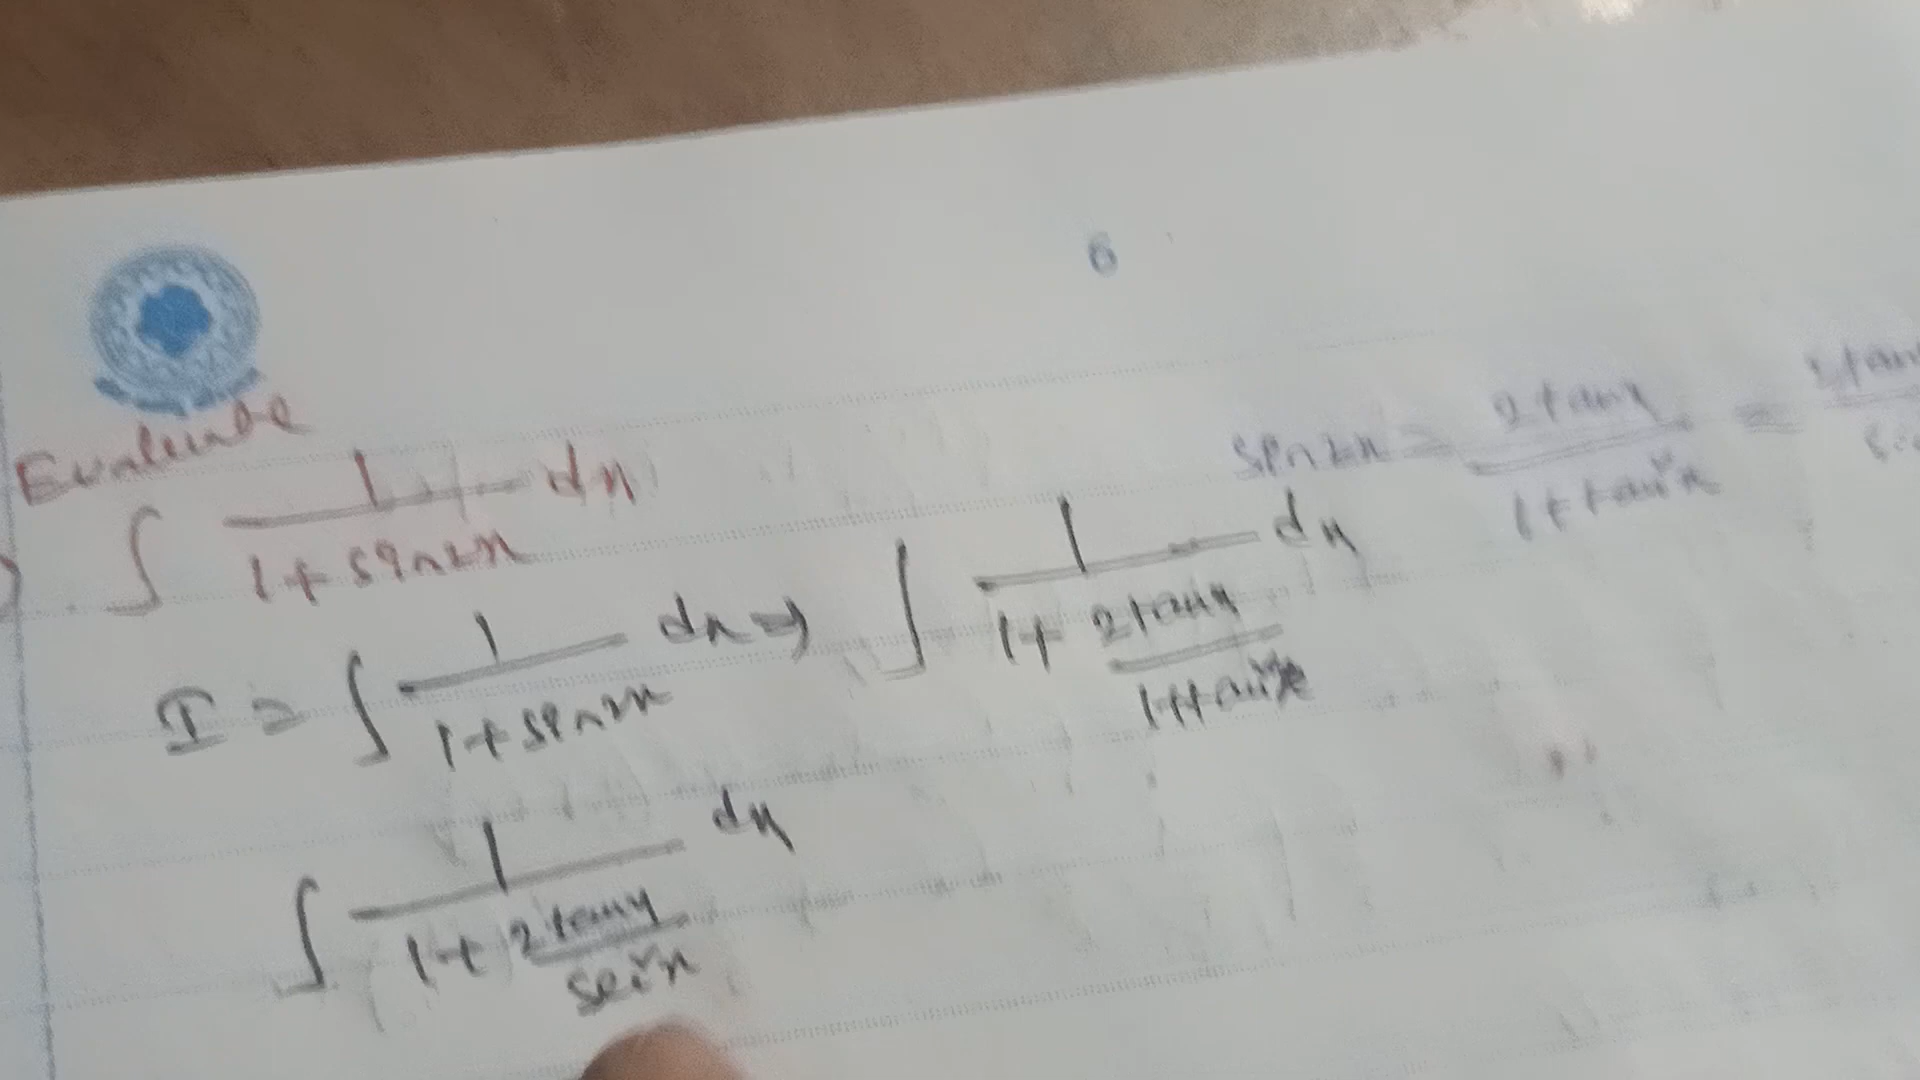 6
Evaluate
∫ 1/(1+sin2x) dx
sin2x = 2tanx/(1+tan²x) =
I = ∫ 1/(1+sin2x) dx ⇒ ∫ 1/(1+ 2tanx/(1+tan²x)) dx
∫ 1/(1+ 2tanx/sec²x) dx